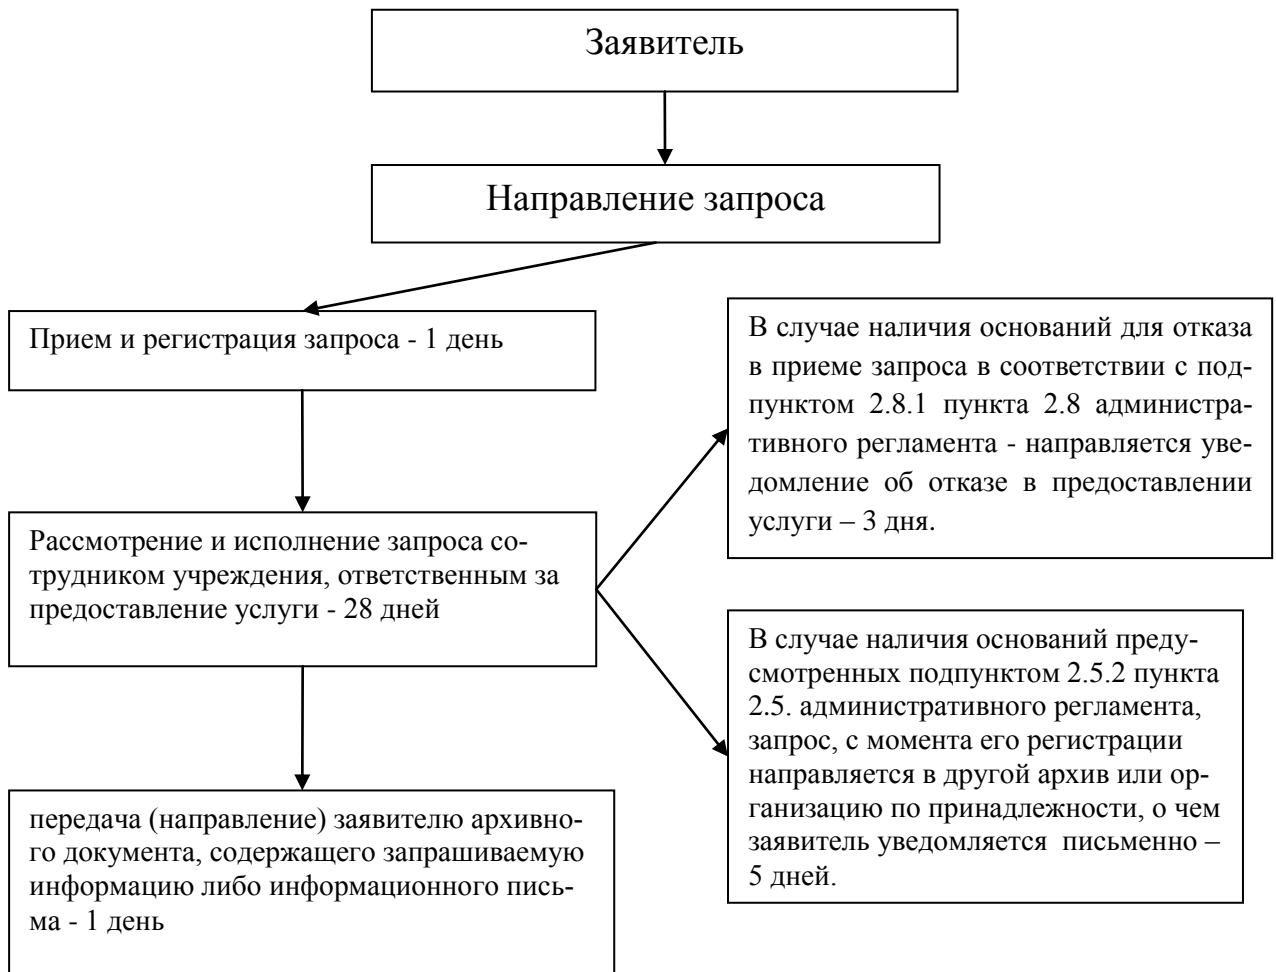 Заявитель
Направление запроса
Прием и регистрация запроса - 1 день
Рассмотрение и исполнение запроса со-
трудником учреждения, ответственным за
предоставление услуги - 28 дней
передача (направление) заявителю архивно-
го документа, содержащего запрашиваемую
информацию либо информационного пись-
ма - 1 день
В случае наличия оснований для отказа
в приеме запроса в соответствии с под-
пунктом 2.8.1 пункта 2.8 администра-
тивного регламента - направляется уве-
домление об отказе в предоставлении
услуги – 3 дня.
В случае наличия оснований преду-
смотренных подпунктом 2.5.2 пункта
2.5. административного регламента,
запрос, с момента его регистрации
направляется в другой архив или ор-
ганизацию по принадлежности, о чем
заявитель уведомляется письменно –
5 дней.